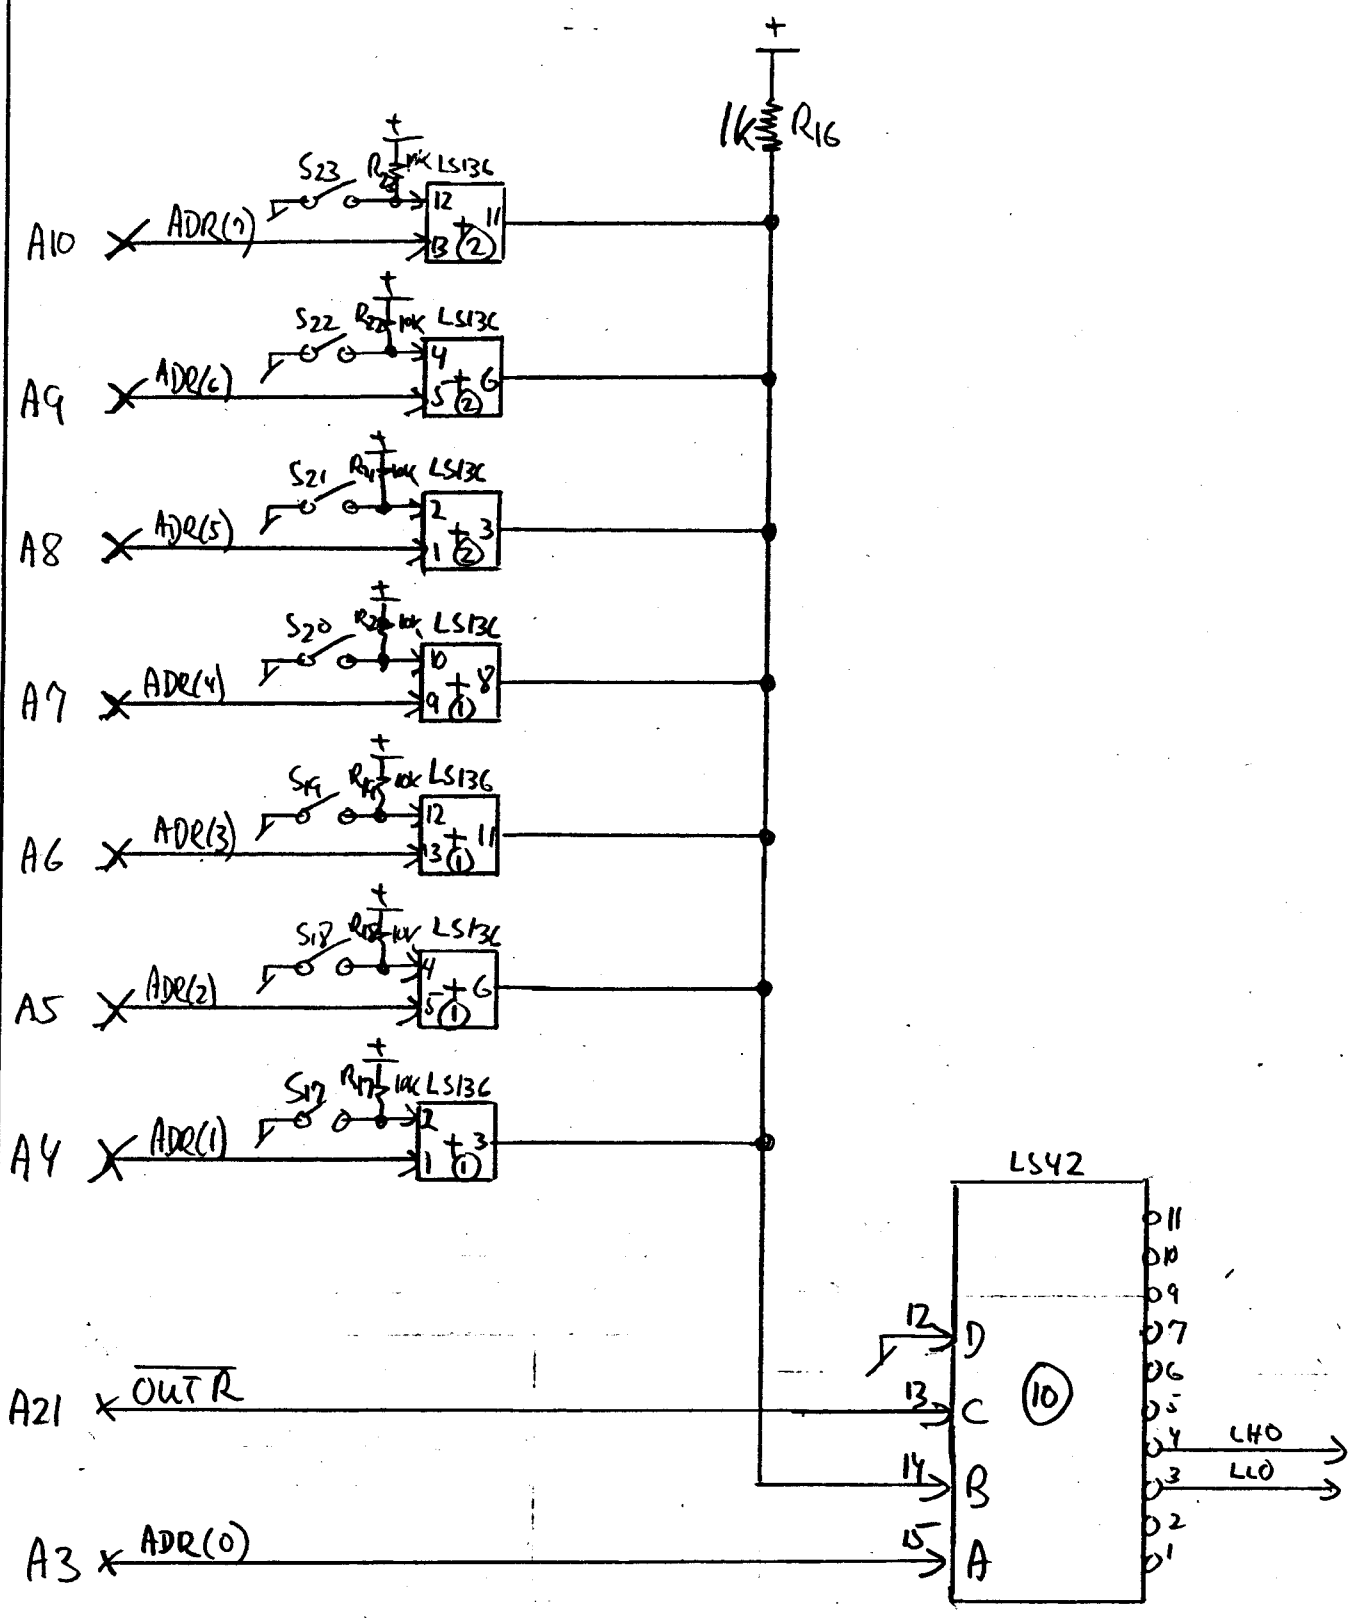 +
1K R16
+
S23 R23 10K LS136
12
+ 11
A10 ADR(7) 13 2
+
S22 R22 10K LS136
4
+ 6
A9 ADR(6) 5 2
+
S21 R21 10K LS136
2
+ 3
A8 ADR(5) 1 2
+
S20 R20 10K LS136
10
+ 8
A7 ADR(4) 9 1
+
S19 R19 10K LS136
12
+ 11
A6 ADR(3) 13 1
+
S18 R18 10K LS136
4
+ 6
A5 ADR(2) 5 1
+
S17 R17 10K LS136
2
+ 3
A4 ADR(1) 1 1
LS42
11
10
9
12 D 7
6
A21 OUTR 13 C 10 5
4 LHO
14 B 3 LLO
2
A3 ADR(0) 15 A 1